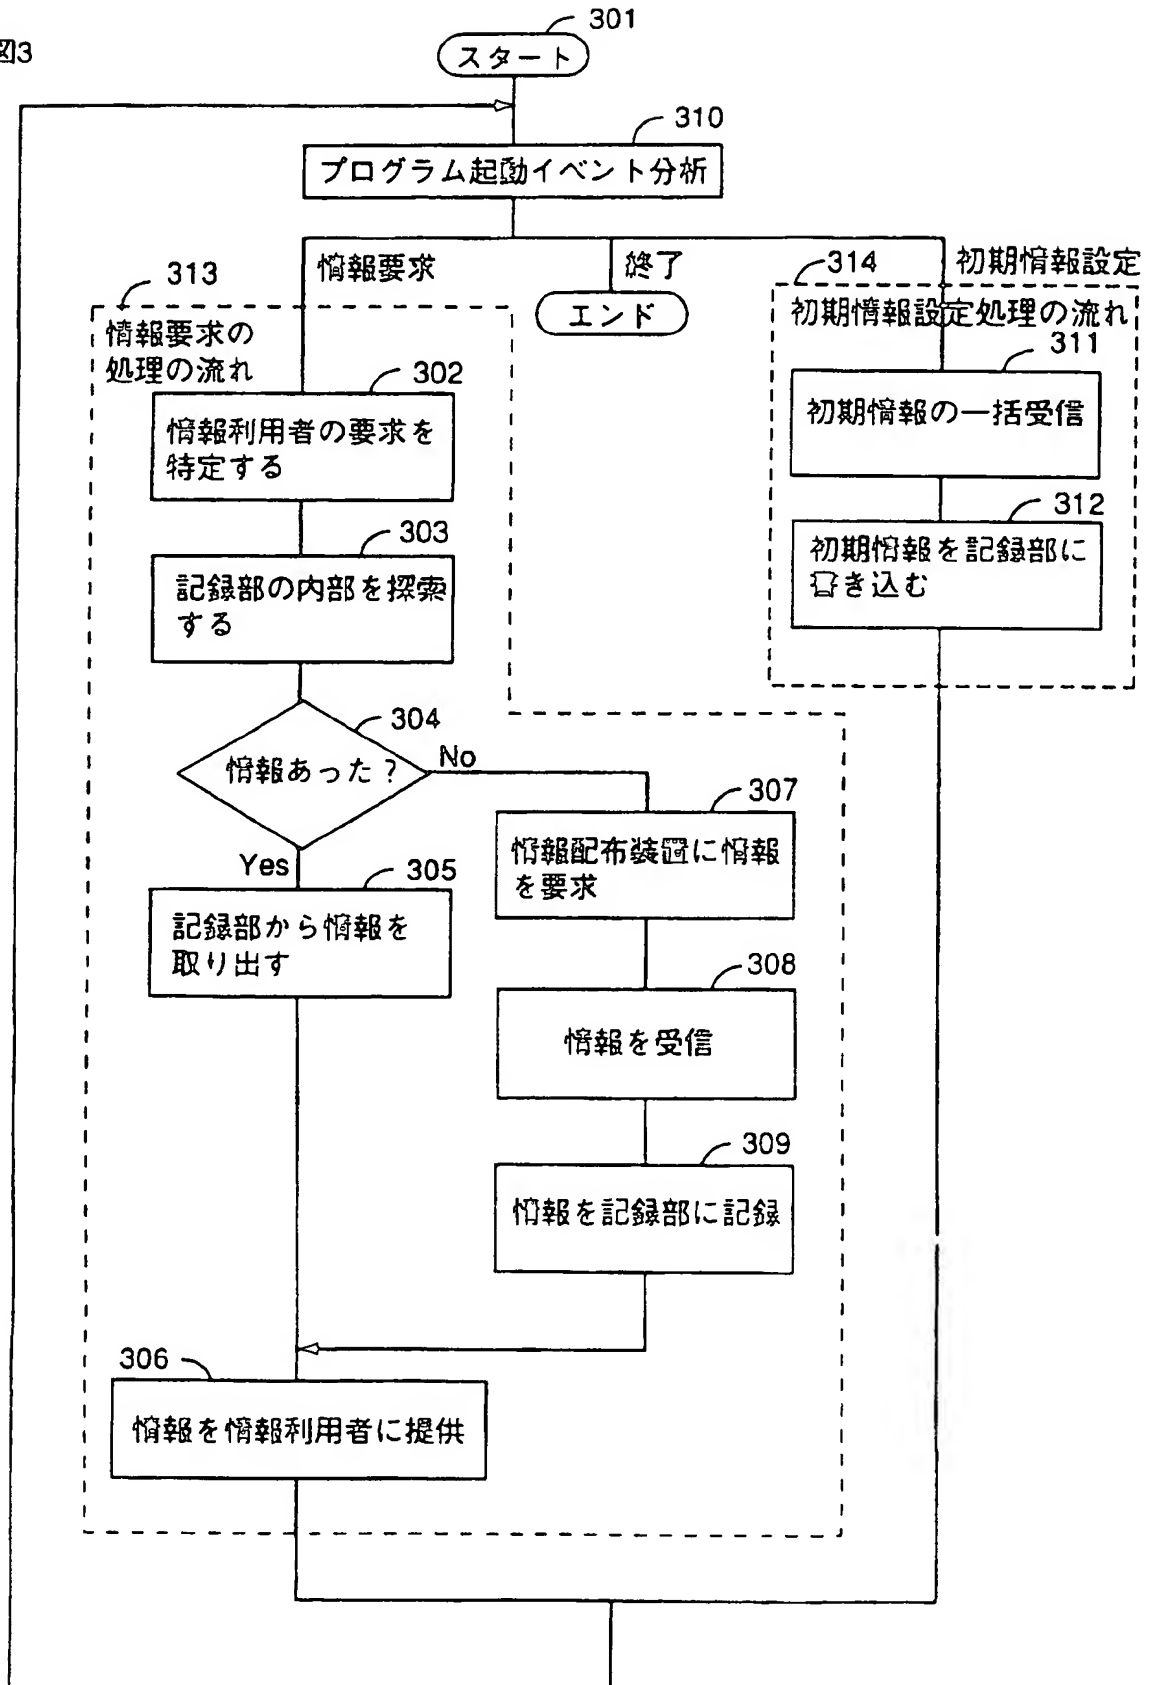 図3
301
スタート
310
プログラム起動イベント分析
313
情報要求
終了
エンド
314
初期情報設定
情報要求の
処理の流れ
初期情報設定処理の流れ
311
初期情報の一括受信
302
情報利用者の要求を
特定する
312
初期情報を記録部に
書き込む
303
記録部の内部を探索
する
304
情報あった?
No
Yes
307
情報配布装置に情報
を要求
305
記録部から情報を
取り出す
308
情報を受信
309
情報を記録部に記録
306
情報を情報利用者に提供